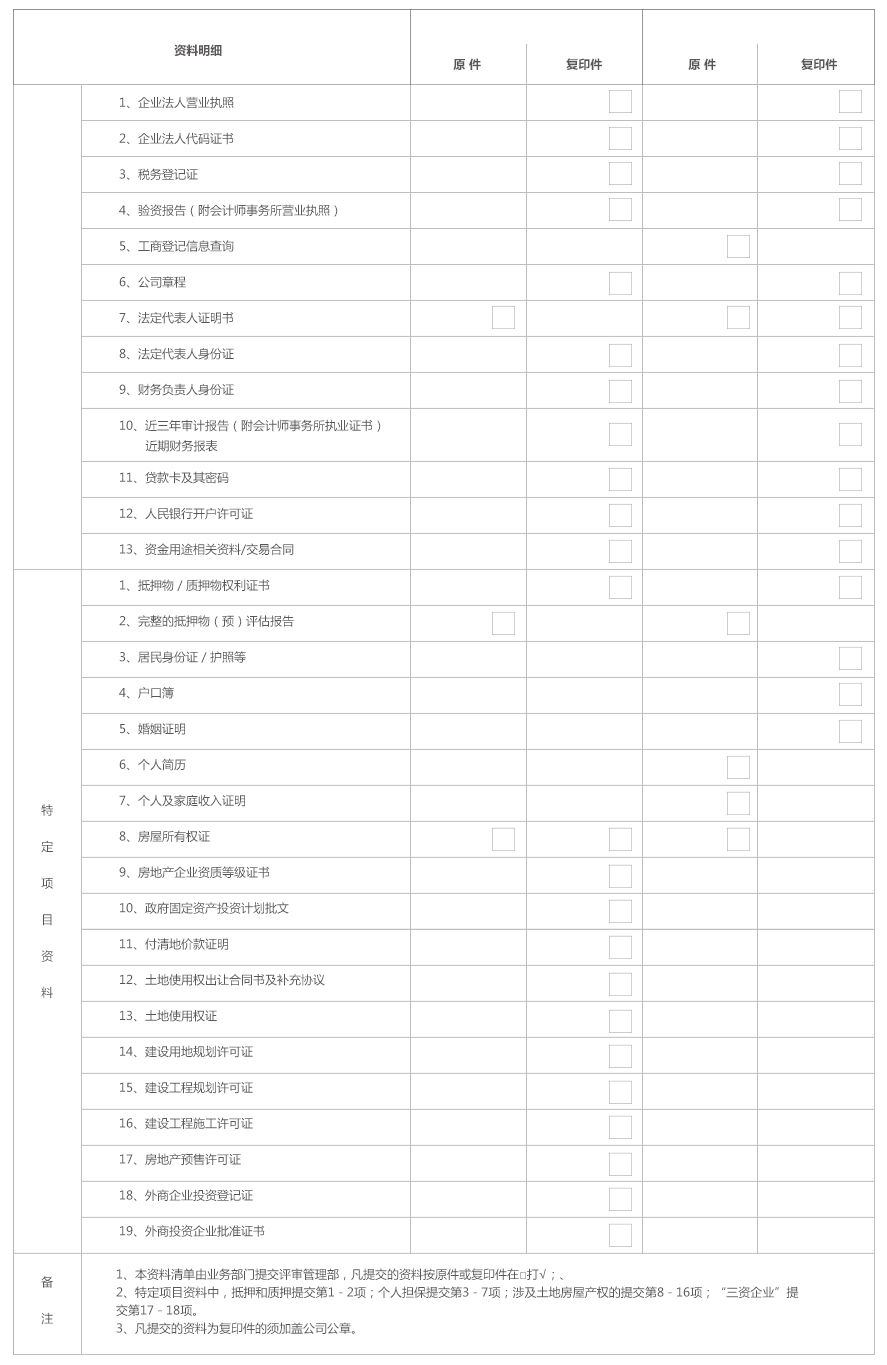 资料明细
原 件 复印件 原 件 复印件
1、企业法人营业执照
2、企业法人代码证书
3、税务登记证
4、验资报告（附会计师事务所营业执照）
5、工商登记信息查询
6、公司章程
7、法定代表人证明书
8、法定代表人身份证
9、财务负责人身份证
10、近三年审计报告（附会计师事务所执业证书）
近期财务报表
11、贷款卡及其密码
12、人民银行开户许可证
13、资金用途相关资料/交易合同
特定项目资料
1、抵押物 / 质押物权利证书
2、完整的抵押物（预）评估报告
3、居民身份证 / 护照等
4、户口簿
5、婚姻证明
6、个人简历
7、个人及家庭收入证明
8、房屋所有权证
9、房地产企业资质等级证书
10、政府固定资产投资计划批文
11、付清地价款证明
12、土地使用权出让合同书及补充协议
13、土地使用权证
14、建设用地规划许可证
15、建设工程规划许可证
16、建设工程施工许可证
17、房地产预售许可证
18、外商企业投资登记证
19、外商投资企业批准证书
备注
1、本资料清单由业务部门提交评审管理部，凡提交的资料按原件或复印件在□打√；、
2、特定项目资料中，抵押和质押提交第1 - 2项；个人担保提交第3 - 7项；涉及土地房屋产权的提交第8 - 16项；“三资企业”提
交第17 - 18项。
3、凡提交的资料为复印件的须加盖公司公章。